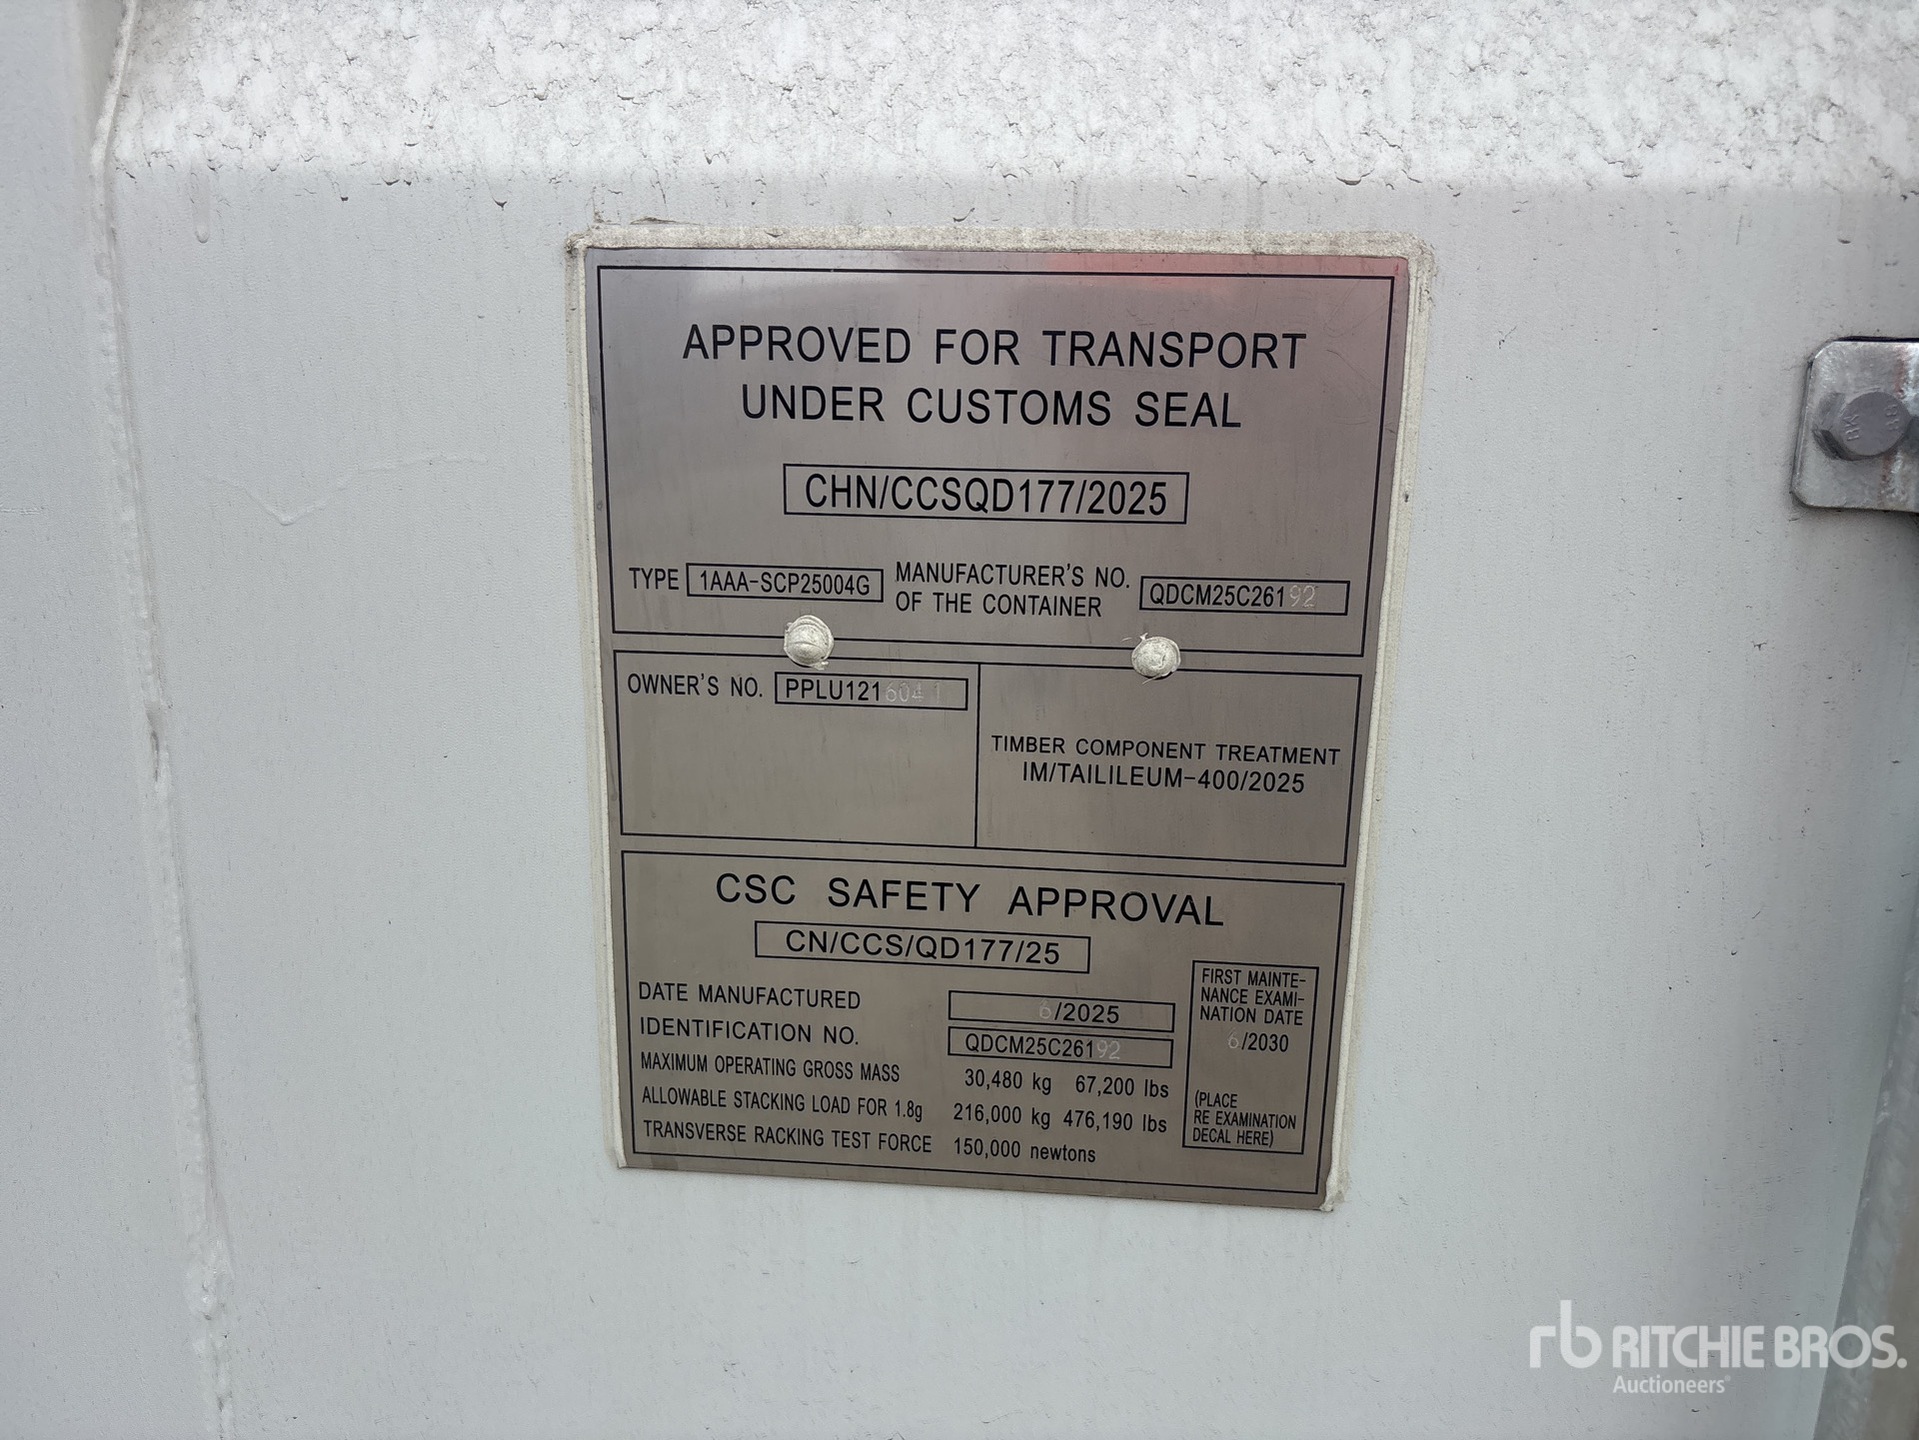 APPROVED FOR TRANSPORT
UNDER CUSTOMS SEAL
CHN/CCSQD177/2025
TYPE 1AAA-SCP25004G MANUFACTURER'S NO. OF THE CONTAINER QDCM25C26192
OWNER'S NO. PPLU1216041
TIMBER COMPONENT TREATMENT
IM/TAILILEUM-400/2025
CSC SAFETY APPROVAL
CN/CCS/QD177/25
DATE MANUFACTURED 6/2025
IDENTIFICATION NO. QDCM25C26192
MAXIMUM OPERATING GROSS MASS 30,480 kg 67,200 lbs
ALLOWABLE STACKING LOAD FOR 1.8g 216,000 kg 476,190 lbs
TRANSVERSE RACKING TEST FORCE 150,000 newtons
FIRST MAINTE-
NANCE EXAMI-
NATION DATE
6/2030
(PLACE
RE EXAMINATION
DECAL HERE)
rb RITCHIE BROS.
Auctioneers